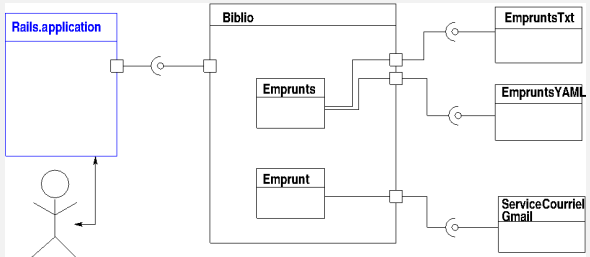 Rails.application
Biblio
EmpruntsTxt
Emprunts
EmpruntsYAML
Emprunt
ServiceCourriel
Gmail